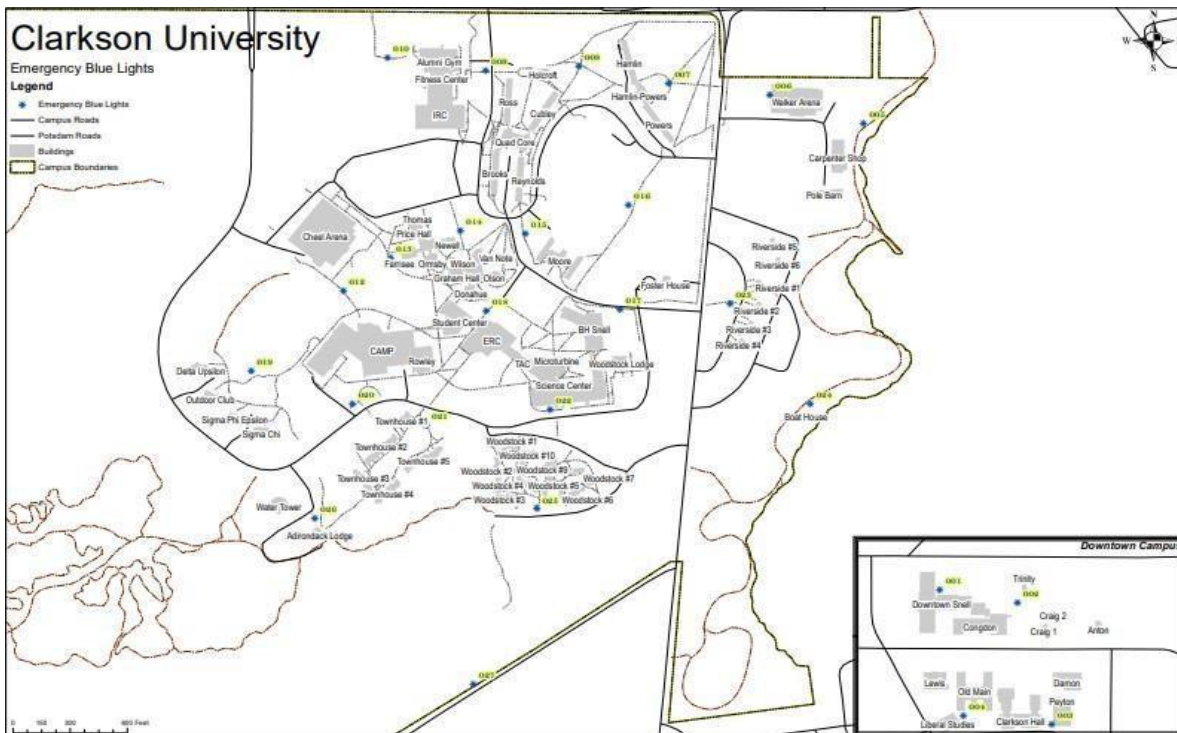 Clarkson University
Emergency Blue Lights
Legend
Emergency Blue Lights
Campus Roads
Potsdam Roads
Buildings
Campus Boundaries
N
W E
S
010
Alumni Gym
Fitness Center
IRC
008
009
Holcroft
Ross
Cubley
Quad Core
Brooks
Reynolds
Hamlin
007
Hamlin-Powers
Powers
006
Walker Arena
005
Carpenter Shop
Pole Barn
016
Cheel Arena
Thomas
Price Hall
013
Farrisee
Ormsby
Newell
Wilson
014
Van Note
Graham Hall
Olson
Donahue
015
Moore
012
018
Student Center
017
Foster House
Riverside #5
Riverside #6
Riverside #1
023
Riverside #2
Riverside #3
Riverside #4
CAMP
Rowley
ERC
TAC
BH Snell
Microturbine
Woodstock Lodge
Science Center
022
Delta Upsilon
019
Outdoor Club
Sigma Phi Epsilon
Sigma Chi
020
021
Townhouse #1
Townhouse #2
Townhouse #5
Townhouse #3
Townhouse #4
024
Boat House
Woodstock #1
Woodstock #10
Woodstock #2
Woodstock #9
Woodstock #7
Woodstock #4
Woodstock #5
Woodstock #3
025
Woodstock #6
Water Tower
026
Adirondack Lodge
027
Downtown Campus
001
Downtown Snell
Congdon
Trinity
002
Craig 2
Craig 1
Anton
Lewis
Old Main
004
Liberal Studies
Clarkson Hall
Damon
Peyton
003
0 150 300 600 Feet